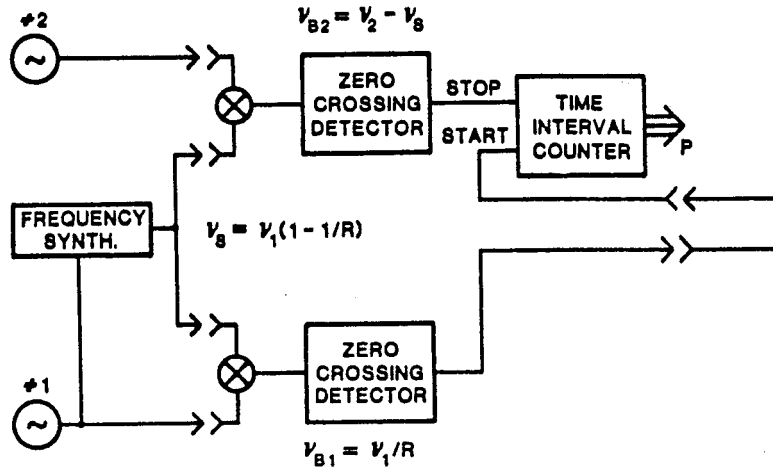 #2
ν_B2 = ν_2 - ν_S
ZERO
CROSSING
DETECTOR
STOP
START
TIME
INTERVAL
COUNTER
P
FREQUENCY
SYNTH.
ν_S = ν_1(1 - 1/R)
#1
ZERO
CROSSING
DETECTOR
ν_B1 = ν_1/R